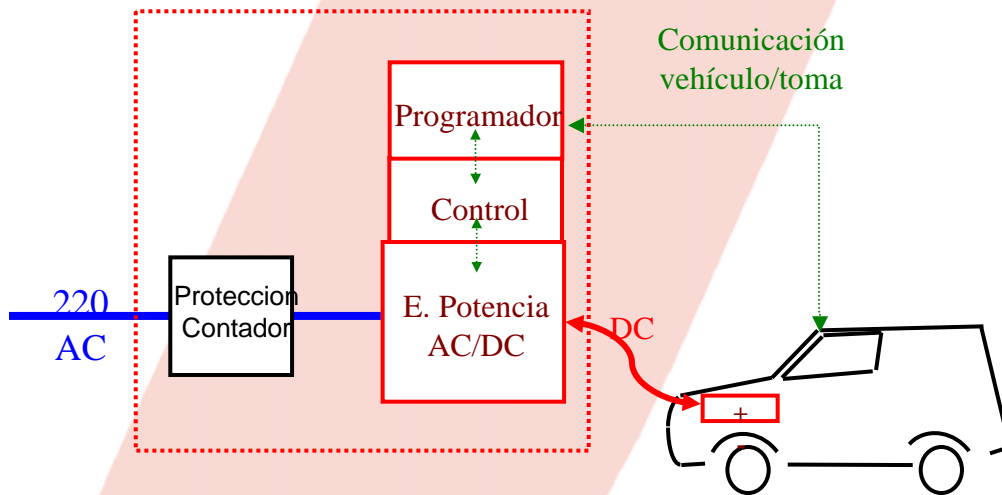 Comunicación
vehículo/toma
Programador
Control
220
AC
Proteccion
Contador
E. Potencia
AC/DC
DC
+
-